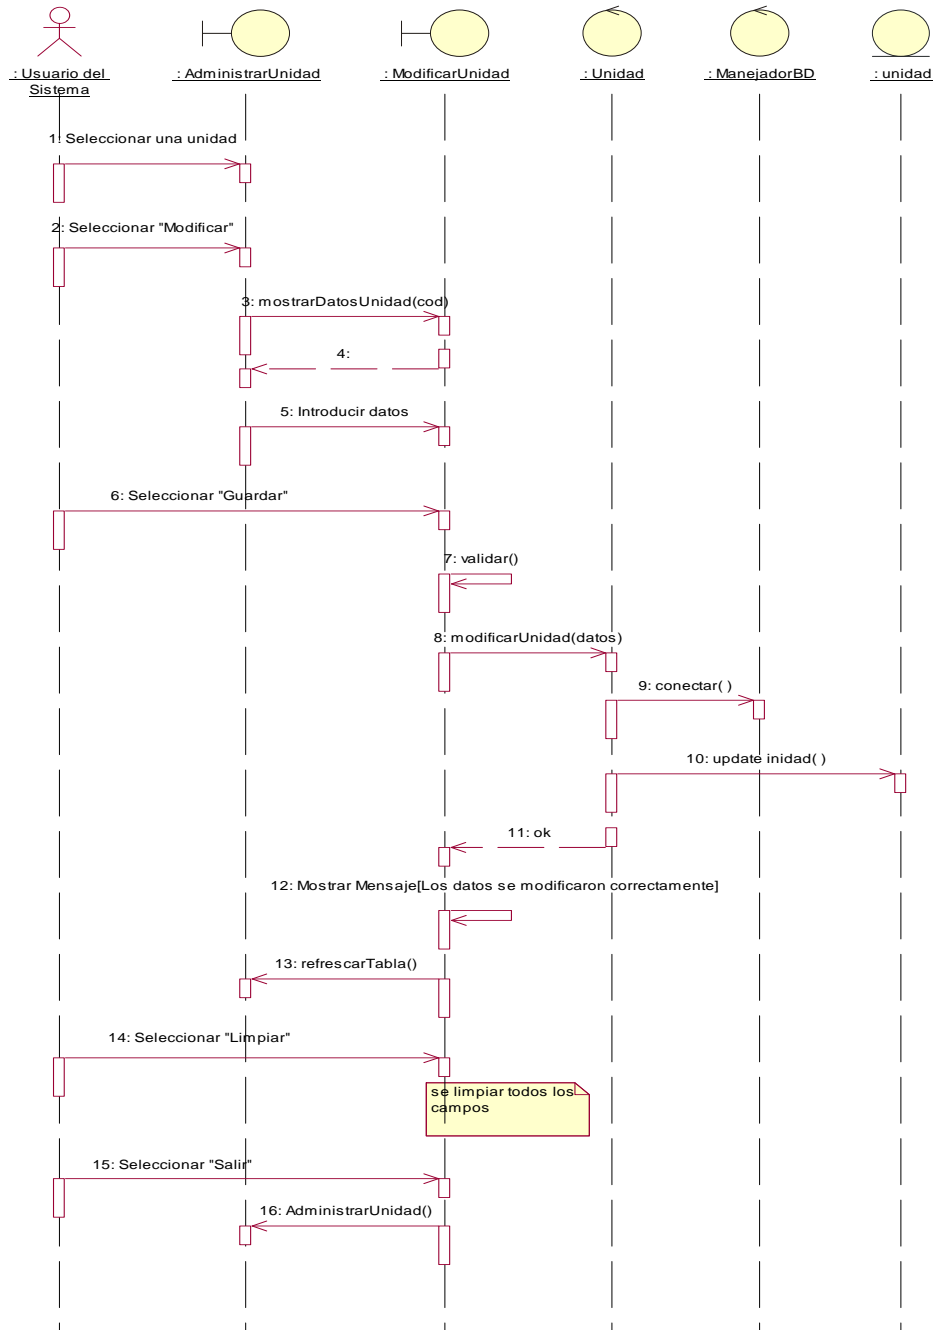 : Usuario del
Sistema
: AdministrarUnidad
: ModificarUnidad
: Unidad
: ManejadorBD
: unidad
1: Seleccionar una unidad
2: Seleccionar "Modificar"
3: mostrarDatosUnidad(cod)
4:
5: Introducir datos
6: Seleccionar "Guardar"
7: validar()
8: modificarUnidad(datos)
9: conectar( )
10: update inidad( )
11: ok
12: Mostrar Mensaje[Los datos se modificaron correctamente]
13: refrescarTabla()
14: Seleccionar "Limpiar"
se limpiar todos los
campos
15: Seleccionar "Salir"
16: AdministrarUnidad()